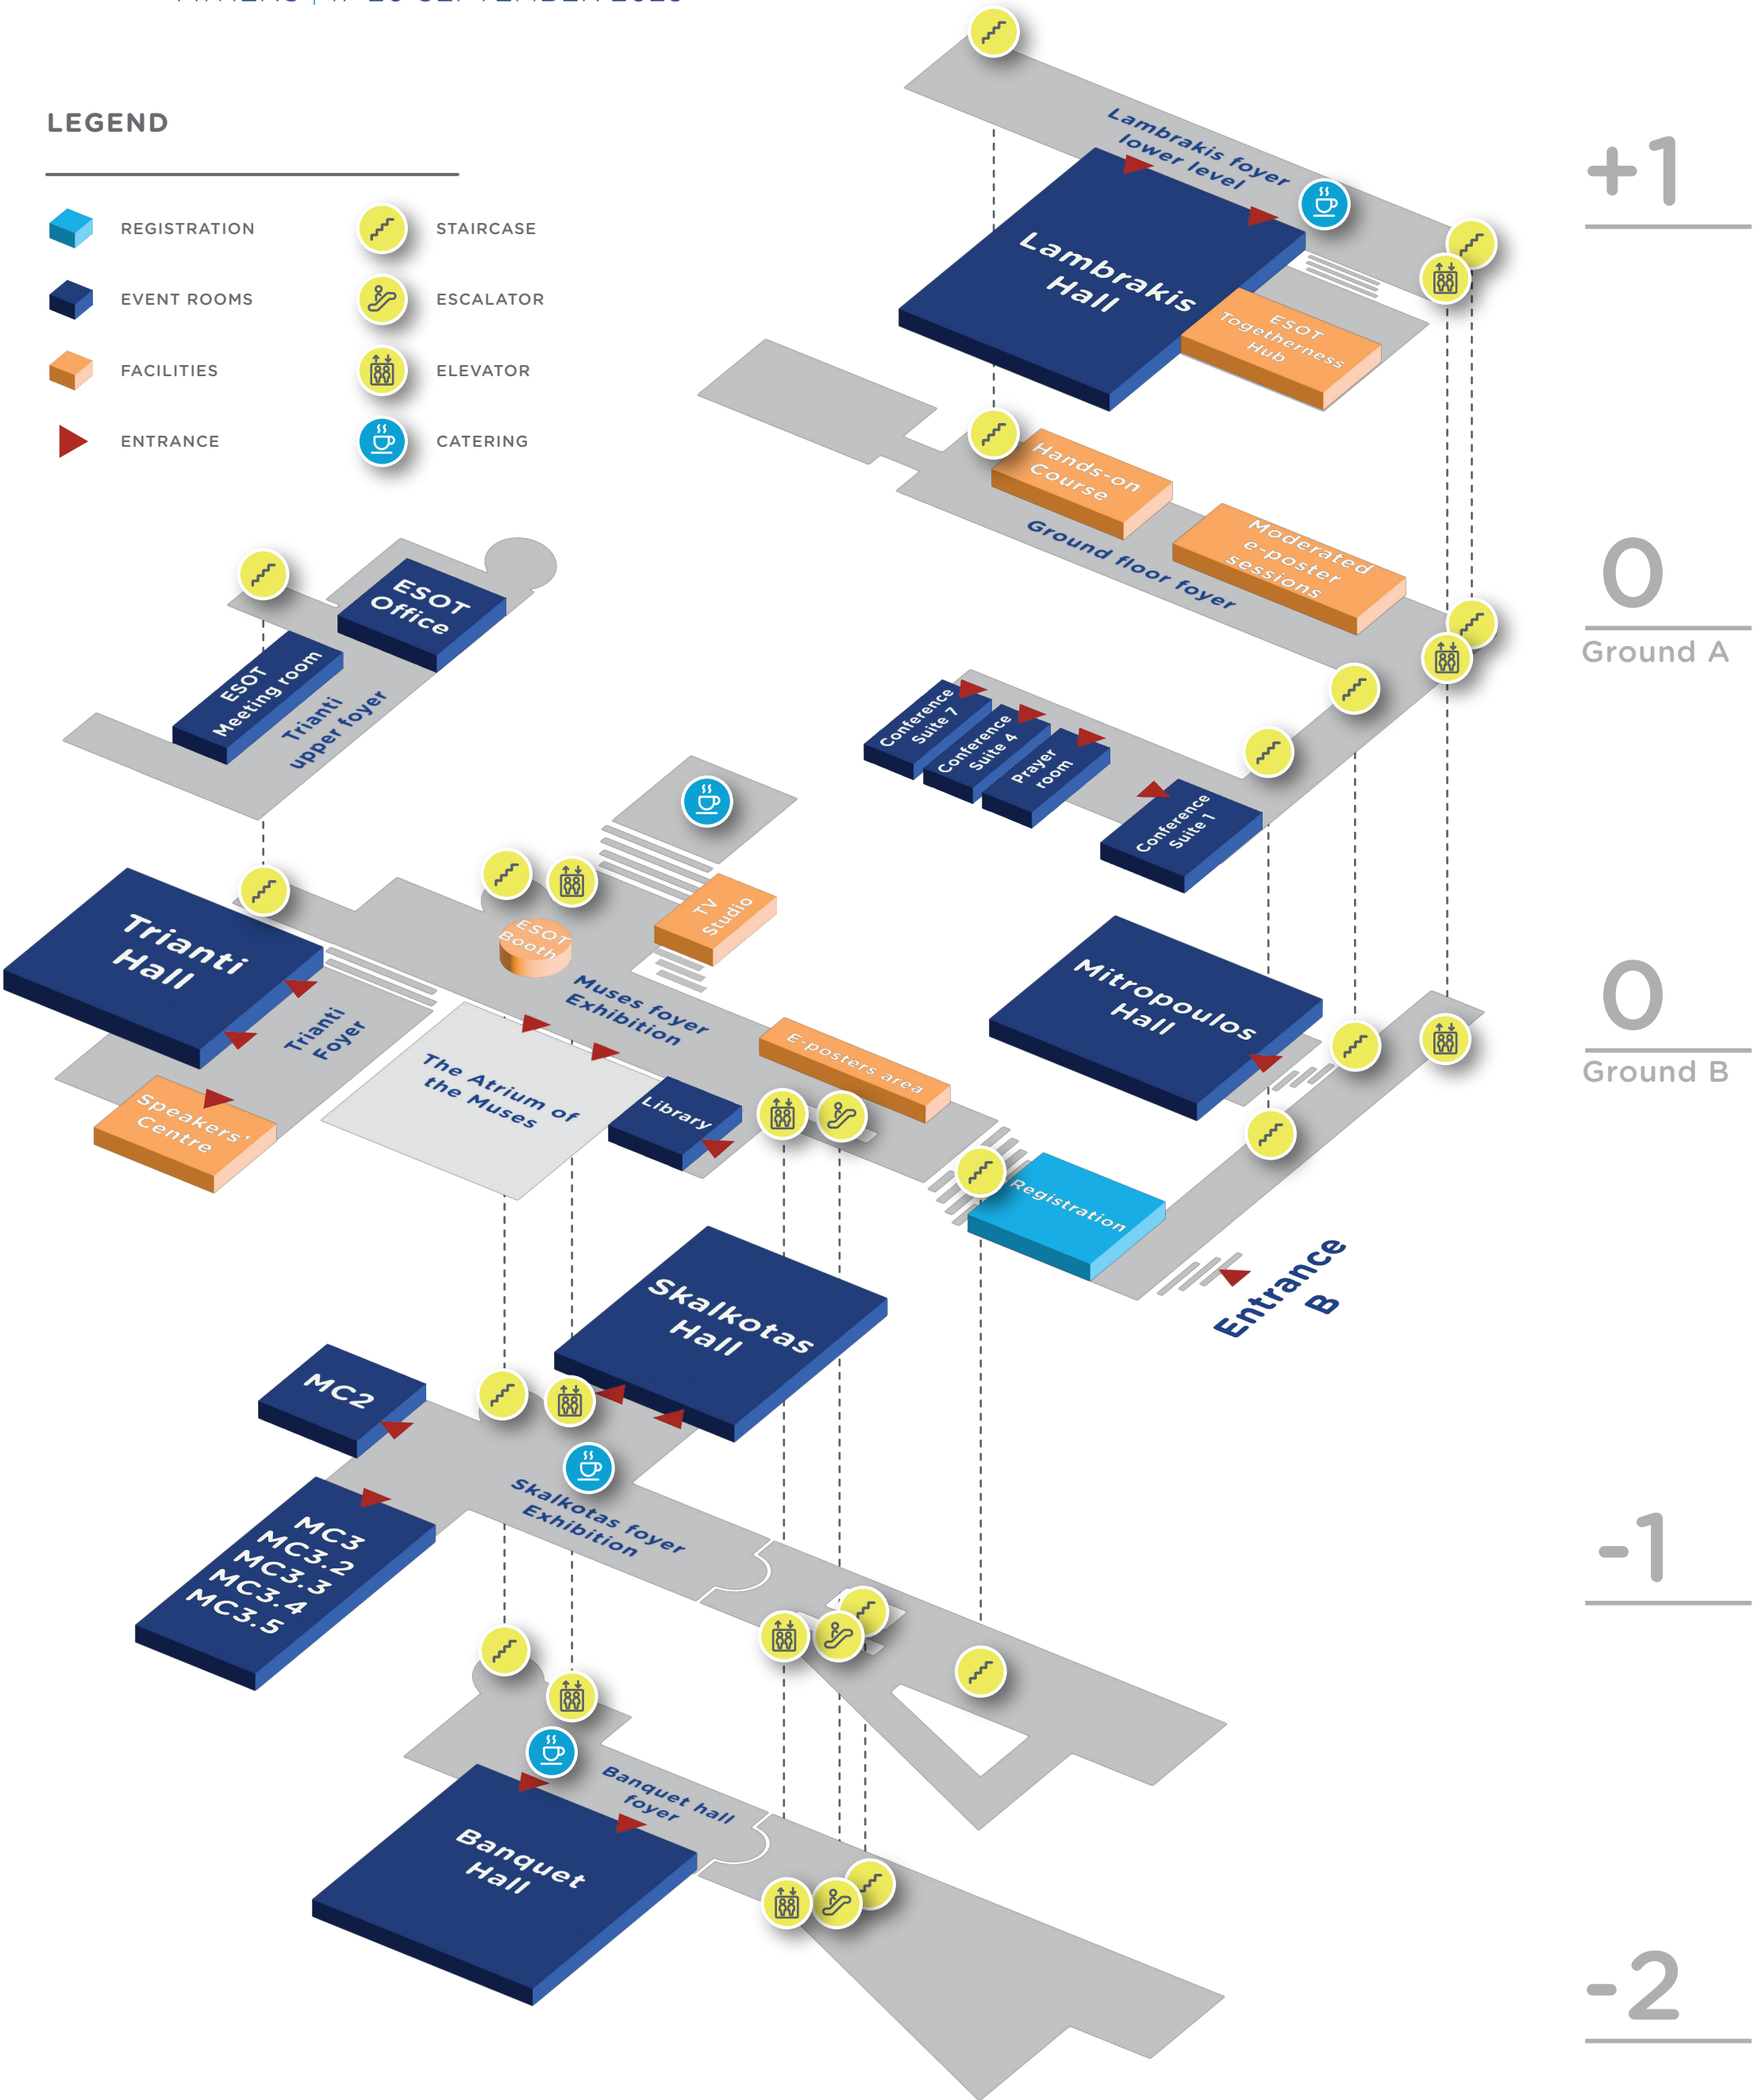 LEGEND
REGISTRATION
EVENT ROOMS
FACILITIES
ENTRANCE
STAIRCASE
ESCALATOR
ELEVATOR
CATERING
+1
Lambrakis foyer
lower level
Lambrakis
Hall
ESOT
Togetherness
Hub
0
Ground A
Hands-on
Course
Moderated
e-poster
sessions
Ground floor foyer
Conference
Suite 7
Conference
Suite 4
Prayer
room
Conference
Suite 1
ESOT
Office
ESOT
Meeting room
Trianti
upper foyer
0
Ground B
Trianti
Hall
Trianti
Foyer
Speakers'
Centre
ESOT
Booth
TV
Studio
Muses foyer
Exhibition
The Atrium of
the Muses
Library
E-posters area
Mitropoulos
Hall
Registration
Entrance
B
-1
Skalkotas
Hall
MC2
MC3
MC3.2
MC3.3
MC3.4
MC3.5
Skalkotas foyer
Exhibition
-2
Banquet hall
foyer
Banquet
Hall